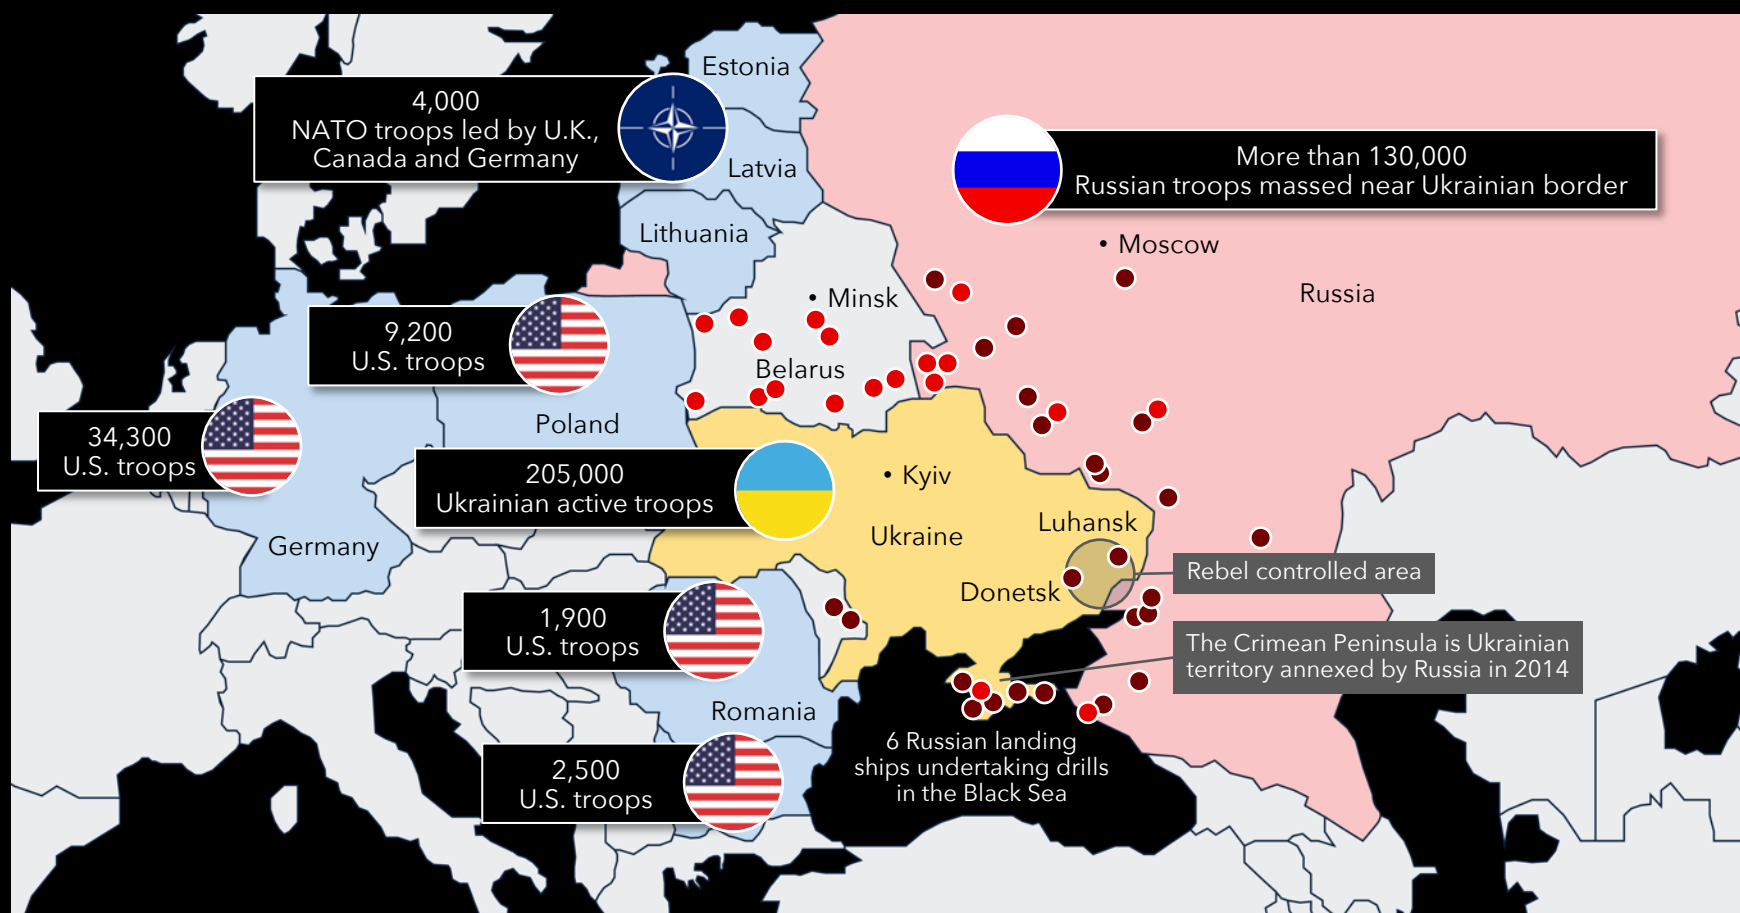 Estonia
4,000
NATO troops led by U.K.,
Canada and Germany
Latvia
More than 130,000
Russian troops massed near Ukrainian border
Lithuania
• Moscow
Russia
• Minsk
9,200
U.S. troops
Belarus
Poland
34,300
U.S. troops
205,000
Ukrainian active troops
• Kyiv
Ukraine
Luhansk
Germany
Rebel controlled area
Donetsk
1,900
U.S. troops
The Crimean Peninsula is Ukrainian
territory annexed by Russia in 2014
Romania
6 Russian landing
ships undertaking drills
in the Black Sea
2,500
U.S. troops